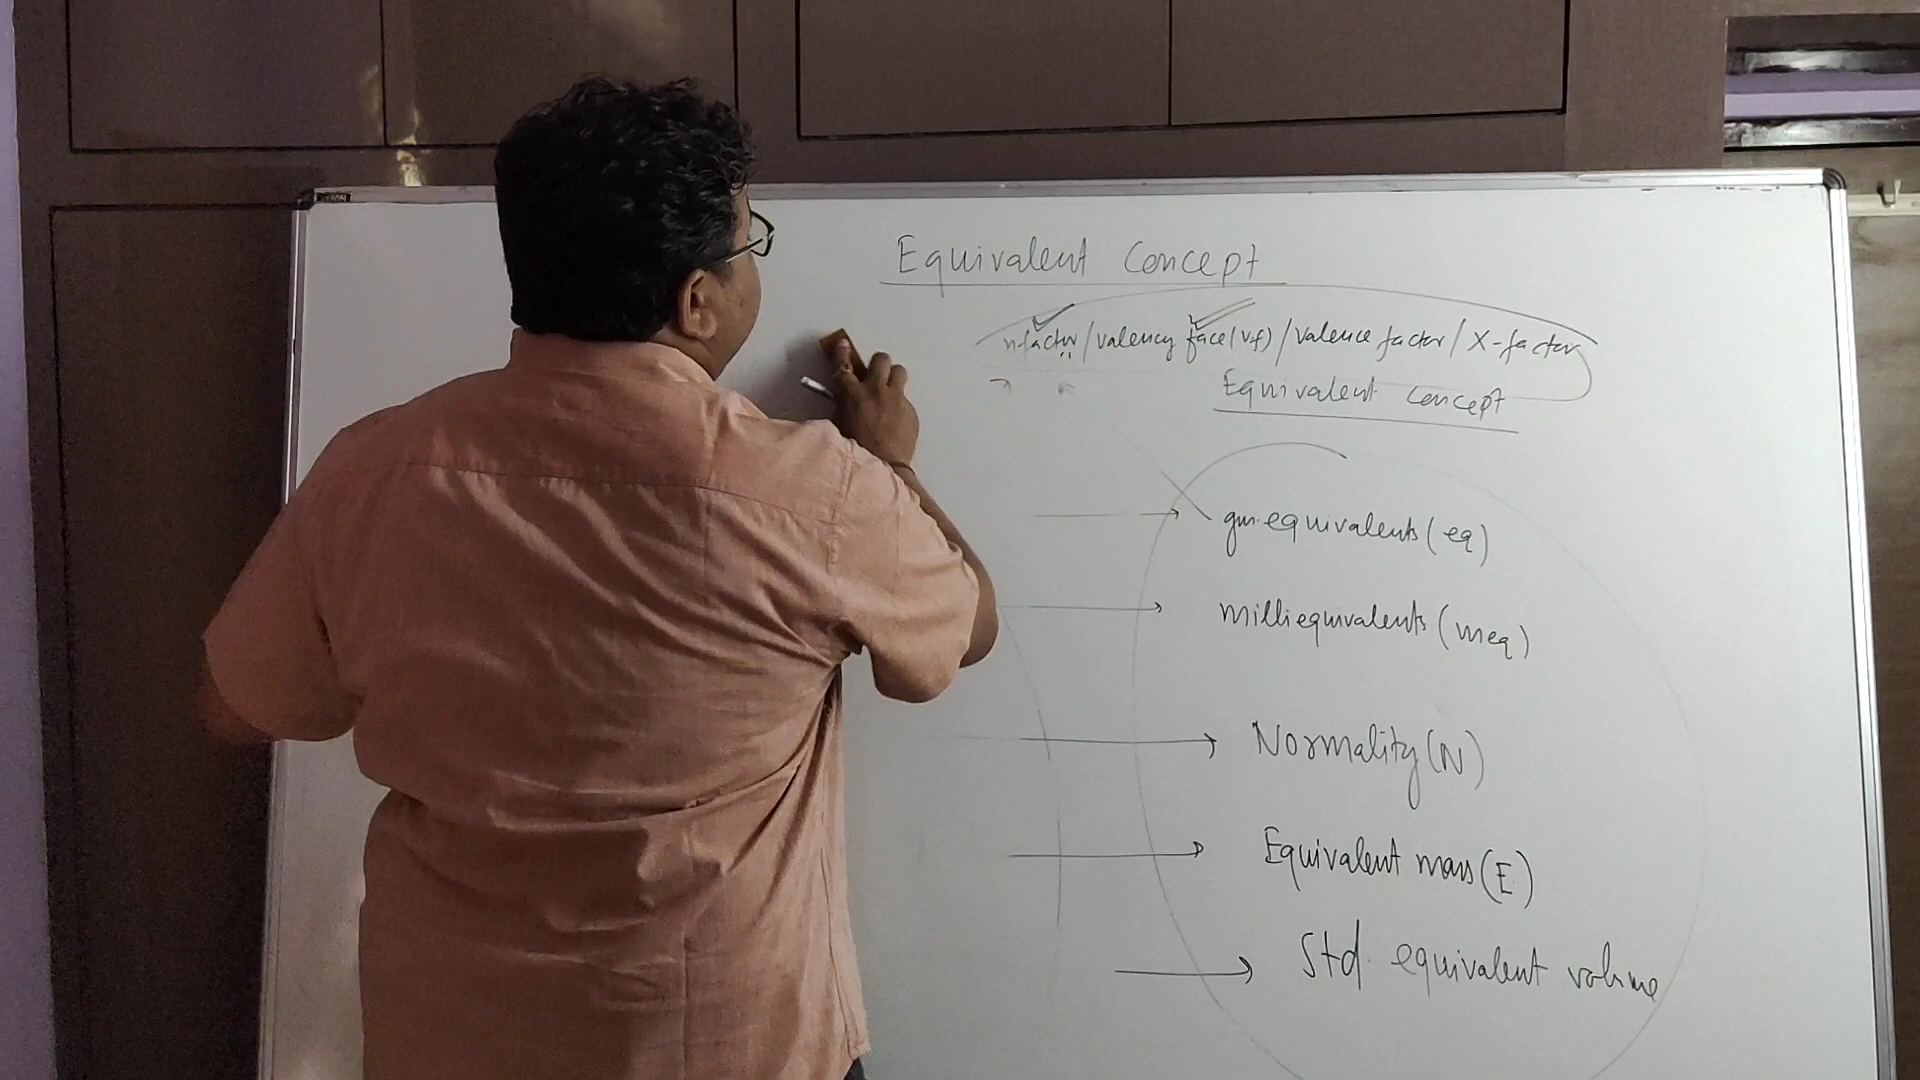 Equivalent Concept
n-factor / valency face (vf) / Valence factor / X-factor
Equivalent concept
gm. equivalents (eq)
milliequivalents (meq)
Normality (N)
Equivalent mass (E)
Std. equivalent volume